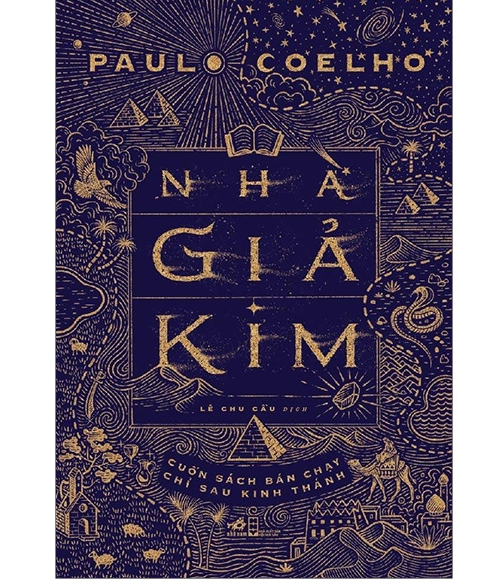 PAULO COELHO
NHÀ
GIẢ
KIM
LÊ CHU CẦU DỊCH
CUỐN SÁCH BÁN CHẠY
CHỈ SAU KINH THÁNH